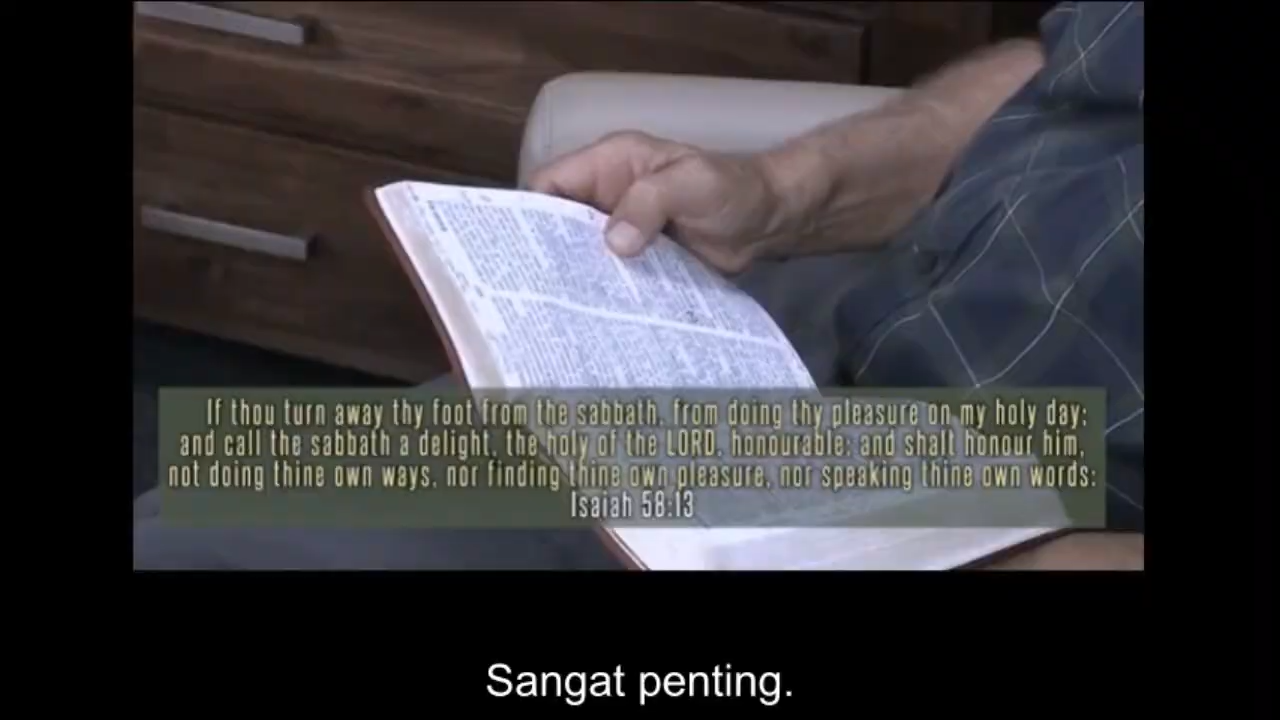 If thou turn away thy foot from the sabbath, from doing thy pleasure on my holy day;
and call the sabbath a delight, the holy of the LORD, honourable; and shalt honour him,
not doing thine own ways, nor finding thine own pleasure, nor speaking thine own words:
Isaiah 58:13
Sangat penting.